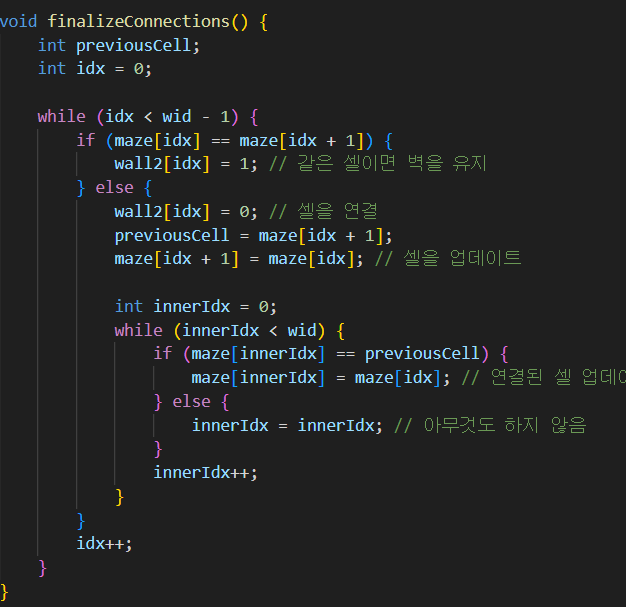 void finalizeConnections() {
int previousCell;
int idx = 0;
while (idx < wid - 1) {
if (maze[idx] == maze[idx + 1]) {
wall2[idx] = 1; // 같은 셀이면 벽을 유지
} else {
wall2[idx] = 0; // 셀을 연결
previousCell = maze[idx + 1];
maze[idx + 1] = maze[idx]; // 셀을 업데이트
int innerIdx = 0;
while (innerIdx < wid) {
if (maze[innerIdx] == previousCell) {
maze[innerIdx] = maze[idx]; // 연결된 셀
} else {
innerIdx = innerIdx; // 아무것도 하지 않음
}
innerIdx++;
}
}
idx++;
}
}